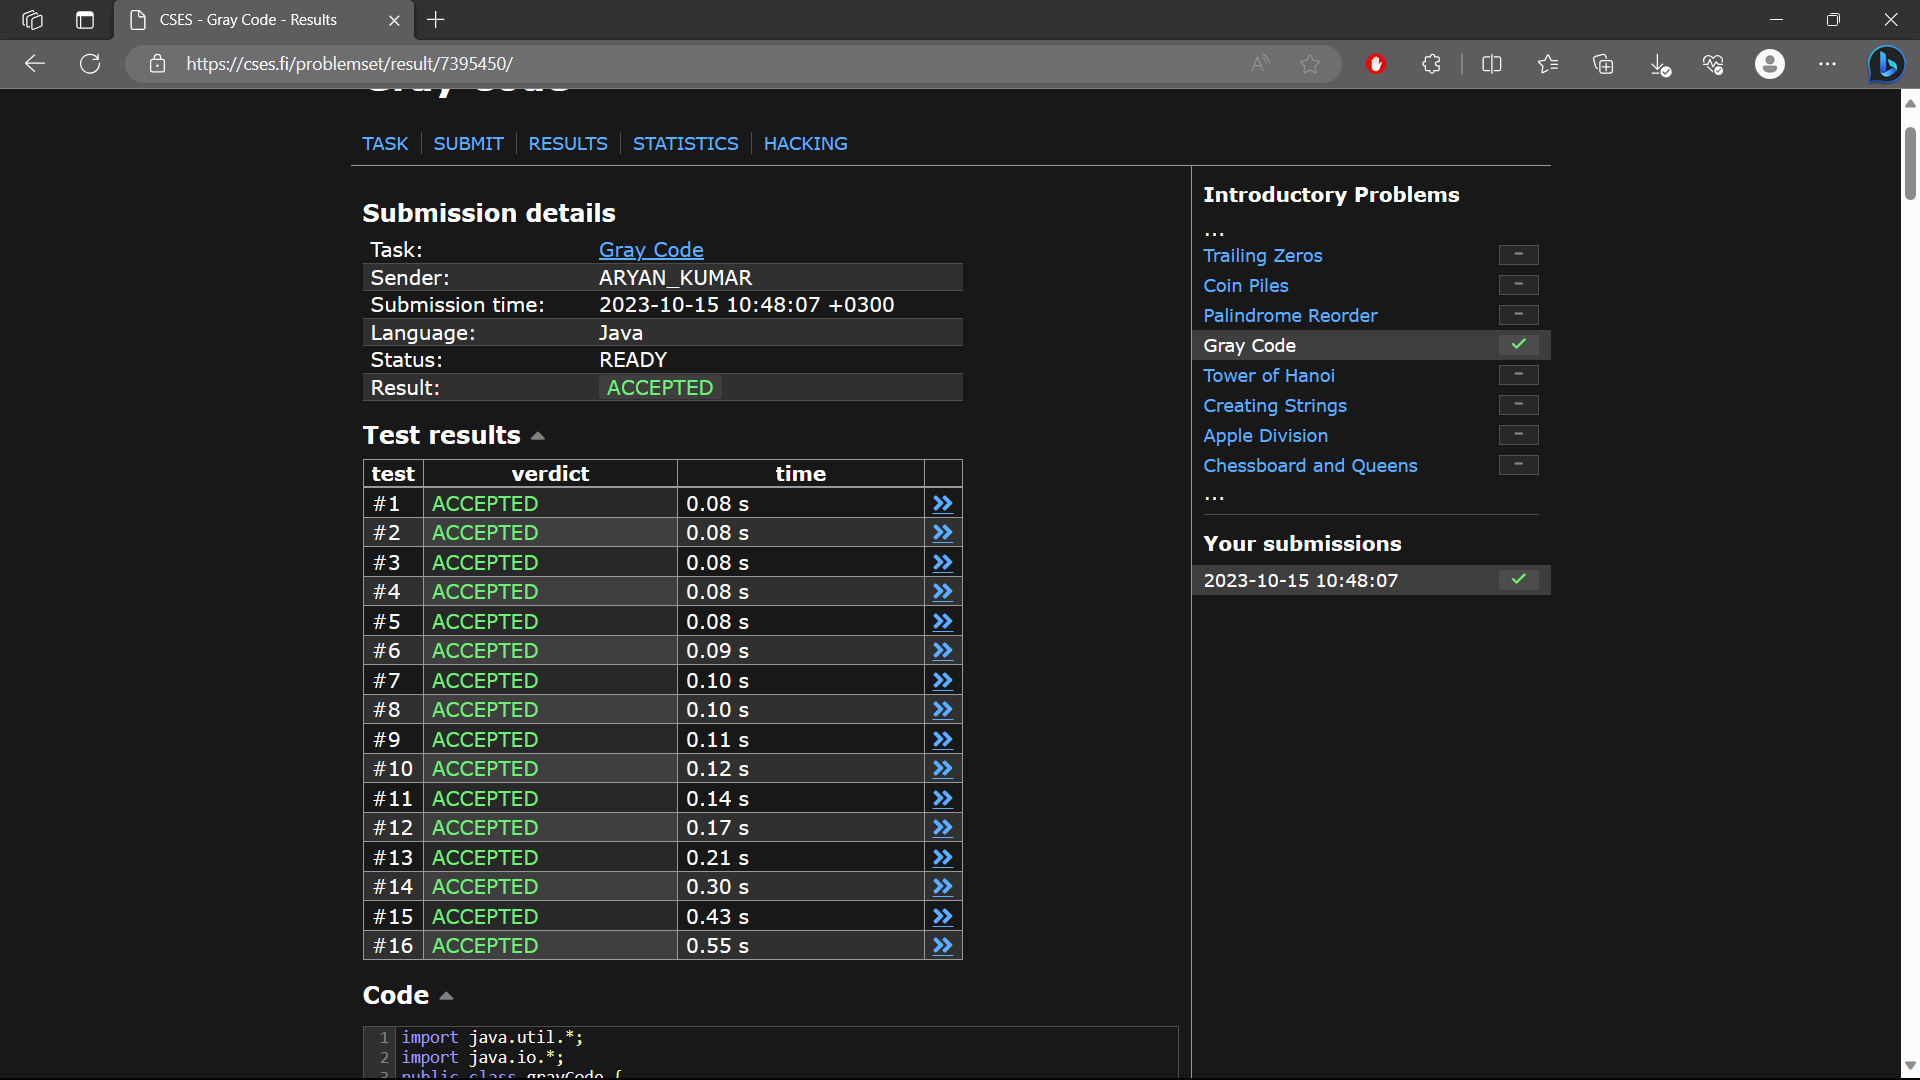 CSES - Gray Code - Results
https://cses.fi/problemset/result/7395450/
Gray Code
TASK SUBMIT RESULTS STATISTICS HACKING
Submission details
Task: Gray Code
Sender: ARYAN_KUMAR
Submission time: 2023-10-15 10:48:07 +0300
Language: Java
Status: READY
Result: ACCEPTED
Test results
test verdict time
#1 ACCEPTED 0.08 s »
#2 ACCEPTED 0.08 s »
#3 ACCEPTED 0.08 s »
#4 ACCEPTED 0.08 s »
#5 ACCEPTED 0.08 s »
#6 ACCEPTED 0.09 s »
#7 ACCEPTED 0.10 s »
#8 ACCEPTED 0.10 s »
#9 ACCEPTED 0.11 s »
#10 ACCEPTED 0.12 s »
#11 ACCEPTED 0.14 s »
#12 ACCEPTED 0.17 s »
#13 ACCEPTED 0.21 s »
#14 ACCEPTED 0.30 s »
#15 ACCEPTED 0.43 s »
#16 ACCEPTED 0.55 s »
Code
1 import java.util.*;
2 import java.io.*;
3 public class grayCode {
Introductory Problems
...
Trailing Zeros -
Coin Piles -
Palindrome Reorder -
Gray Code ✓
Tower of Hanoi -
Creating Strings -
Apple Division -
Chessboard and Queens -
...
Your submissions
2023-10-15 10:48:07 ✓